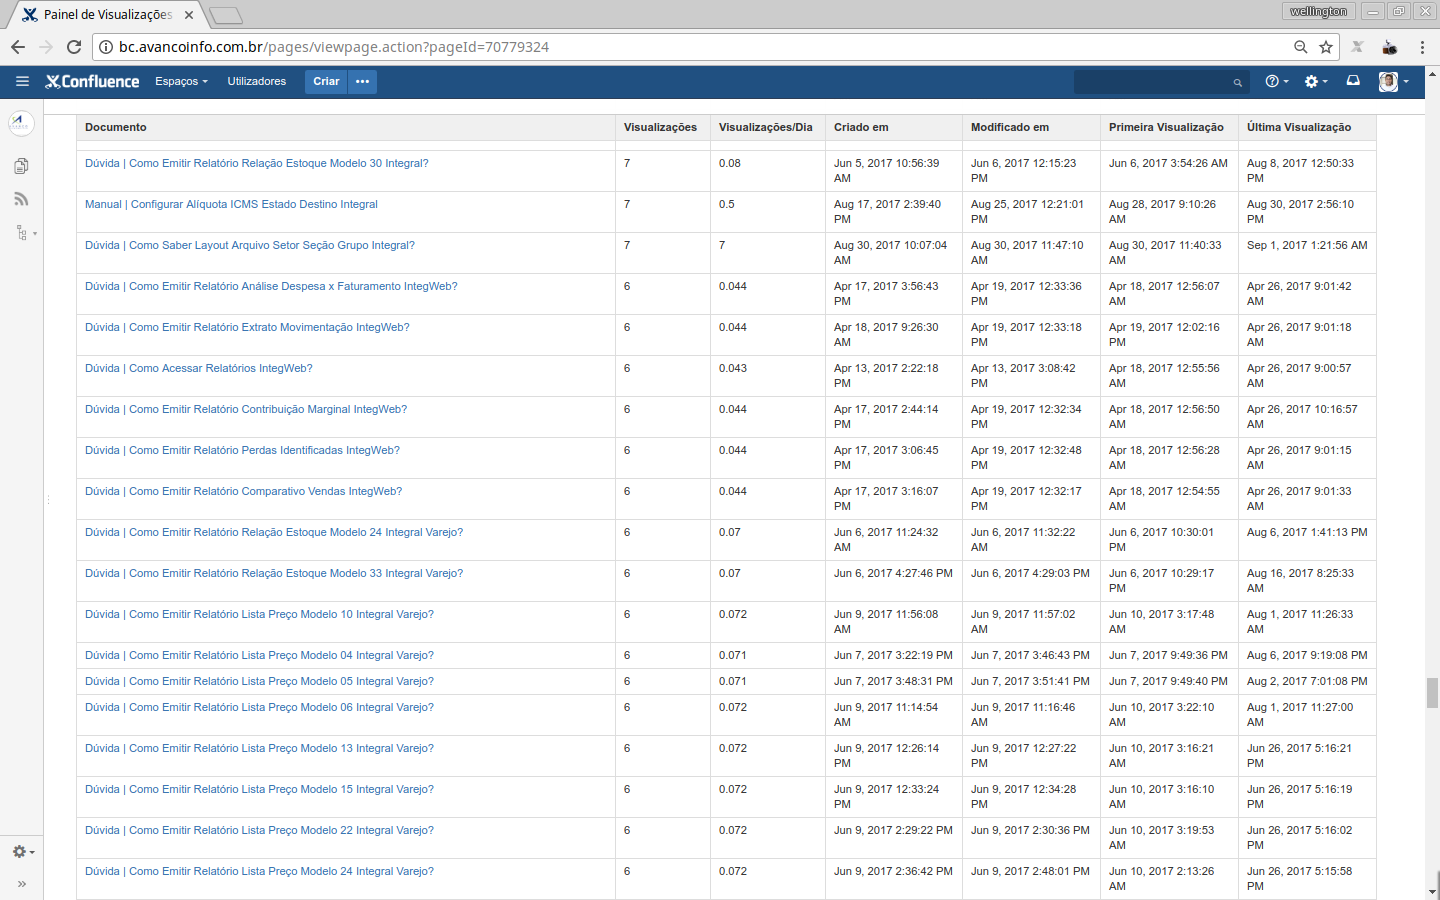 Painel de Visualizações
wellington
bc.avancoinfo.com.br/pages/viewpage.action?pageId=70779324
Confluence Espaços Utilizadores Criar
Documento Visualizações Visualizações/Dia Criado em Modificado em Primeira Visualização Última Visualização
Dúvida | Como Emitir Relatório Relação Estoque Modelo 30 Integral? 7 0.08 Jun 5, 2017 10:56:39 Jun 6, 2017 12:15:23 Jun 6, 2017 3:54:26 AM Aug 8, 2017 12:50:33
AM PM PM
Manual | Configurar Alíquota ICMS Estado Destino Integral 7 0.5 Aug 17, 2017 2:39:40 Aug 25, 2017 12:21:01 Aug 28, 2017 9:10:26 Aug 30, 2017 2:56:10
PM PM AM PM
Dúvida | Como Saber Layout Arquivo Setor Seção Grupo Integral? 7 7 Aug 30, 2017 10:07:04 Aug 30, 2017 11:47:10 Aug 30, 2017 11:40:33 Sep 1, 2017 1:21:56 AM
AM AM AM
Dúvida | Como Emitir Relatório Análise Despesa x Faturamento IntegWeb? 6 0.044 Apr 17, 2017 3:56:43 Apr 19, 2017 12:33:36 Apr 18, 2017 12:56:07 Apr 26, 2017 9:01:42
PM PM AM AM
Dúvida | Como Emitir Relatório Extrato Movimentação IntegWeb? 6 0.044 Apr 18, 2017 9:26:30 Apr 19, 2017 12:33:18 Apr 19, 2017 12:02:16 Apr 26, 2017 9:01:18
AM PM PM AM
Dúvida | Como Acessar Relatórios IntegWeb? 6 0.043 Apr 13, 2017 2:22:18 Apr 13, 2017 3:08:42 Apr 18, 2017 12:55:56 Apr 26, 2017 9:00:57
PM PM AM AM
Dúvida | Como Emitir Relatório Contribuição Marginal IntegWeb? 6 0.044 Apr 17, 2017 2:44:14 Apr 19, 2017 12:32:34 Apr 18, 2017 12:56:50 Apr 26, 2017 10:16:57
PM PM AM AM
Dúvida | Como Emitir Relatório Perdas Identificadas IntegWeb? 6 0.044 Apr 17, 2017 3:06:45 Apr 19, 2017 12:32:48 Apr 18, 2017 12:56:28 Apr 26, 2017 9:01:15
PM PM AM AM
Dúvida | Como Emitir Relatório Comparativo Vendas IntegWeb? 6 0.044 Apr 17, 2017 3:16:07 Apr 19, 2017 12:32:17 Apr 18, 2017 12:54:55 Apr 26, 2017 9:01:33
PM PM AM AM
Dúvida | Como Emitir Relatório Relação Estoque Modelo 24 Integral Varejo? 6 0.07 Jun 6, 2017 11:24:32 Jun 6, 2017 11:32:22 Jun 6, 2017 10:30:01 Aug 6, 2017 1:41:13 PM
AM AM PM
Dúvida | Como Emitir Relatório Relação Estoque Modelo 33 Integral Varejo? 6 0.07 Jun 6, 2017 4:27:46 PM Jun 6, 2017 4:29:03 PM Jun 6, 2017 10:29:17 Aug 16, 2017 8:25:33
PM AM
Dúvida | Como Emitir Relatório Lista Preço Modelo 10 Integral Varejo? 6 0.072 Jun 9, 2017 11:56:08 Jun 9, 2017 11:57:02 Jun 10, 2017 3:17:48 Aug 1, 2017 11:26:33
AM AM AM AM
Dúvida | Como Emitir Relatório Lista Preço Modelo 04 Integral Varejo? 6 0.071 Jun 7, 2017 3:22:19 PM Jun 7, 2017 3:46:43 PM Jun 7, 2017 9:49:36 PM Aug 6, 2017 9:19:08 PM
Dúvida | Como Emitir Relatório Lista Preço Modelo 05 Integral Varejo? 6 0.071 Jun 7, 2017 3:48:31 PM Jun 7, 2017 3:51:41 PM Jun 7, 2017 9:49:40 PM Aug 2, 2017 7:01:08 PM
Dúvida | Como Emitir Relatório Lista Preço Modelo 06 Integral Varejo? 6 0.072 Jun 9, 2017 11:14:54 Jun 9, 2017 11:16:46 Jun 10, 2017 3:22:10 Aug 1, 2017 11:27:00
AM AM AM AM
Dúvida | Como Emitir Relatório Lista Preço Modelo 13 Integral Varejo? 6 0.072 Jun 9, 2017 12:26:14 Jun 9, 2017 12:27:22 Jun 10, 2017 3:16:21 Jun 26, 2017 5:16:21
PM PM AM PM
Dúvida | Como Emitir Relatório Lista Preço Modelo 15 Integral Varejo? 6 0.072 Jun 9, 2017 12:33:24 Jun 9, 2017 12:34:28 Jun 10, 2017 3:16:10 Jun 26, 2017 5:16:19
PM PM AM PM
Dúvida | Como Emitir Relatório Lista Preço Modelo 22 Integral Varejo? 6 0.072 Jun 9, 2017 2:29:22 PM Jun 9, 2017 2:30:36 PM Jun 10, 2017 3:19:53 Jun 26, 2017 5:16:02
AM PM
Dúvida | Como Emitir Relatório Lista Preço Modelo 24 Integral Varejo? 6 0.072 Jun 9, 2017 2:36:42 PM Jun 9, 2017 2:48:01 PM Jun 10, 2017 2:13:26 Jun 26, 2017 5:15:58
AM PM